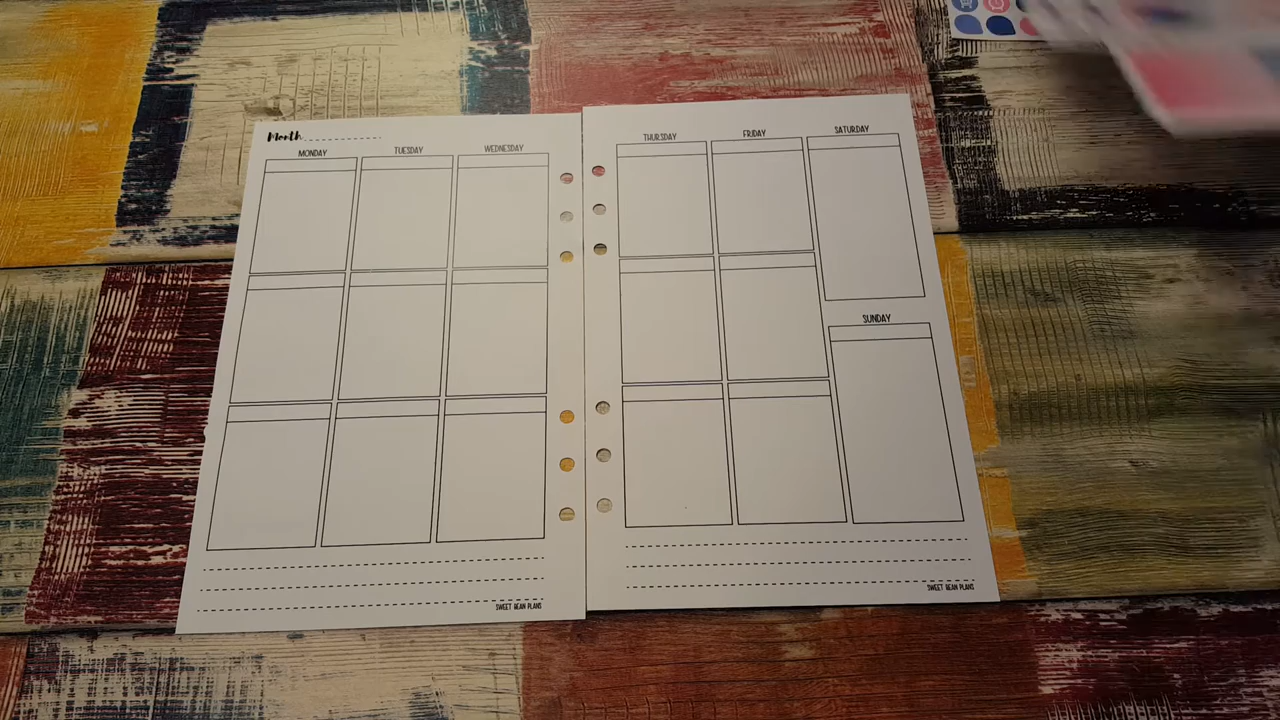 Month
MONDAY
TUESDAY
WEDNESDAY
THURSDAY
FRIDAY
SATURDAY
SUNDAY
SWEET BEAN PLANS
SWEET BEAN PLANS